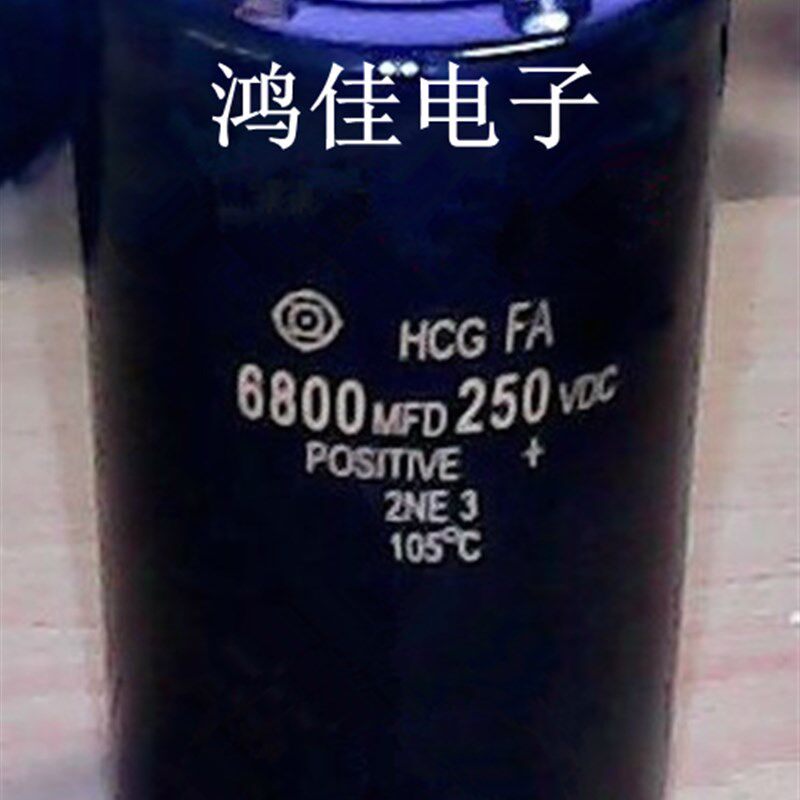 鸿佳电子
HCG FA
6800 MFD 250 VDC
POSITIVE +
2NE 3
105°C